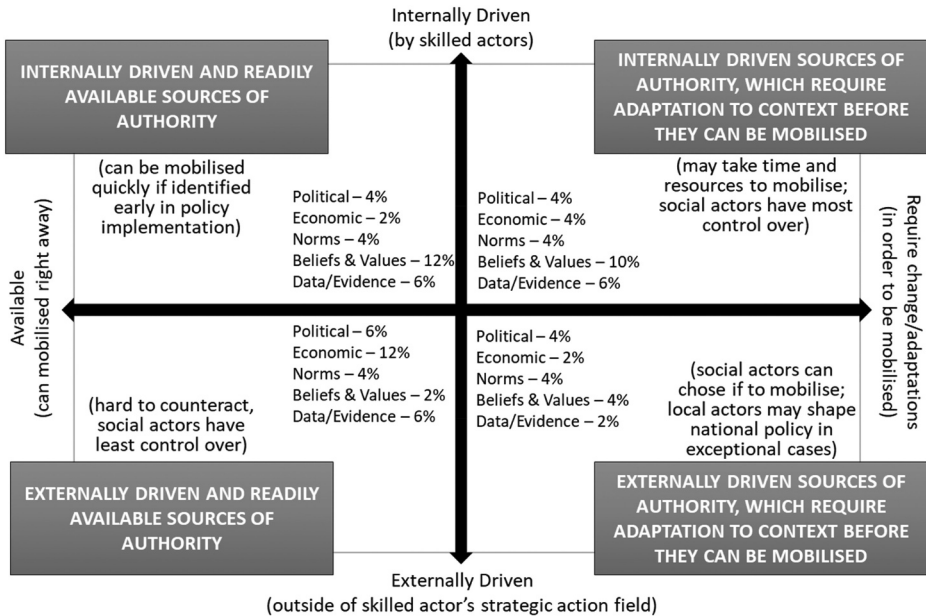 Internally Driven
(by skilled actors)
INTERNALLY DRIVEN AND READILY
AVAILABLE SOURCES OF
AUTHORITY
(can be mobilised
quickly if identified
early in policy
implementation)
Political – 4%
Economic – 2%
Norms – 4%
Beliefs & Values – 12%
Data/Evidence – 6%
INTERNALLY DRIVEN SOURCES OF
AUTHORITY, WHICH REQUIRE
ADAPTATION TO CONTEXT BEFORE
THEY CAN BE MOBILISED
(may take time and
resources to mobilise;
social actors have most
control over)
Political – 4%
Economic – 4%
Norms – 4%
Beliefs & Values – 10%
Data/Evidence – 6%
Available
(can mobilised right away)
Require change/adaptations
(in order to be mobilised)
Political – 6%
Economic – 12%
Norms – 4%
Beliefs & Values – 2%
Data/Evidence – 6%
(hard to counteract,
social actors have
least control over)
EXTERNALLY DRIVEN AND READILY
AVAILABLE SOURCES OF
AUTHORITY
Political – 4%
Economic – 2%
Norms – 4%
Beliefs & Values – 4%
Data/Evidence – 2%
(social actors can
chose if to mobilise;
local actors may shape
national policy in
exceptional cases)
EXTERNALLY DRIVEN SOURCES OF
AUTHORITY, WHICH REQUIRE
ADAPTATION TO CONTEXT BEFORE
THEY CAN BE MOBILISED
Externally Driven
(outside of skilled actor's strategic action field)